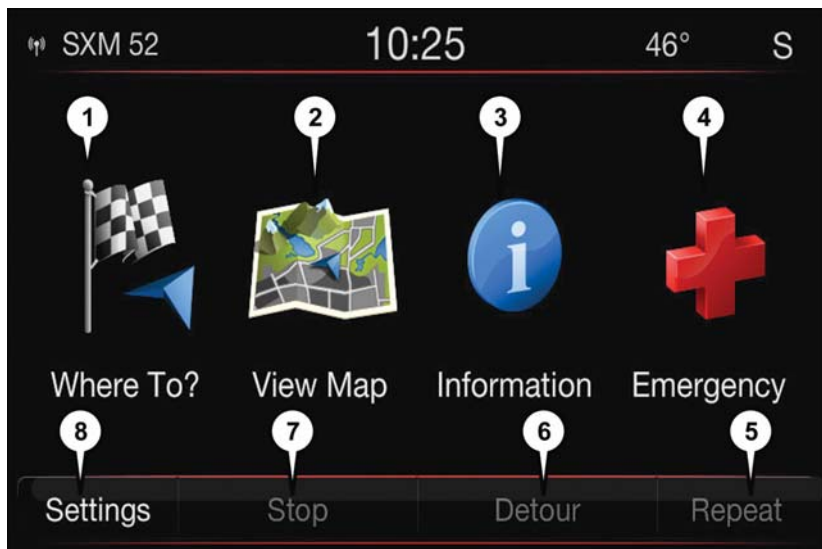 SXM 52 10:25 46° S
1 2 3 4
i
Where To? View Map Information Emergency
8 7 6 5
Settings Stop Detour Repeat